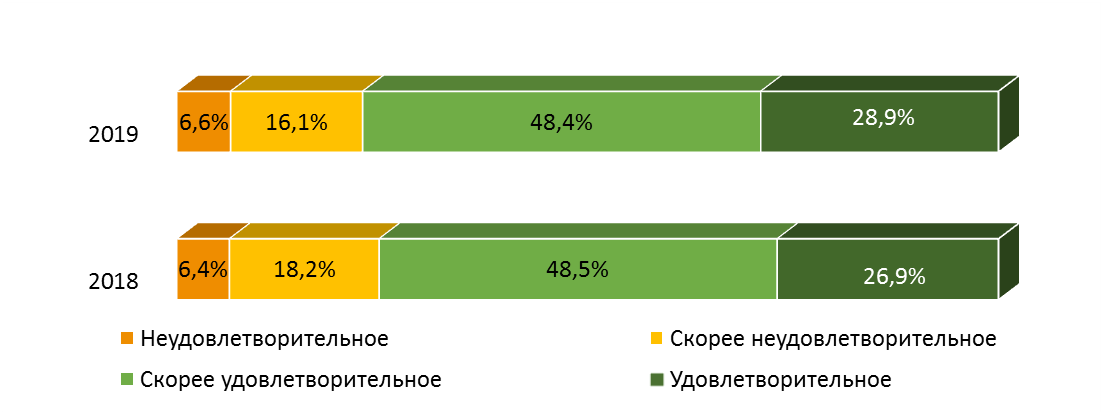 2019 6,6% 16,1% 48,4% 28,9%
2018 6,4% 18,2% 48,5% 26,9%
Неудовлетворительное Скорее неудовлетворительное
Скорее удовлетворительное Удовлетворительное